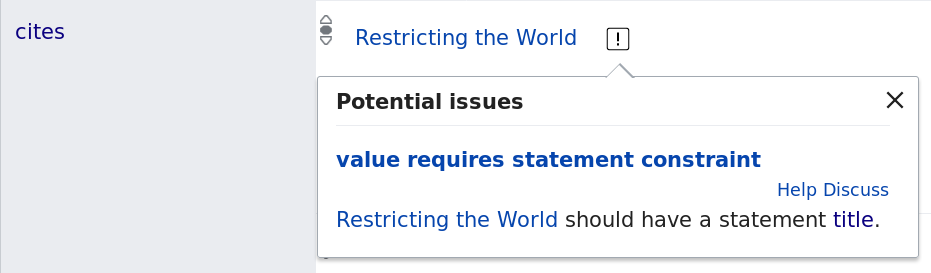 cites
Restricting the World
Potential issues
value requires statement constraint
Help Discuss
Restricting the World should have a statement title.